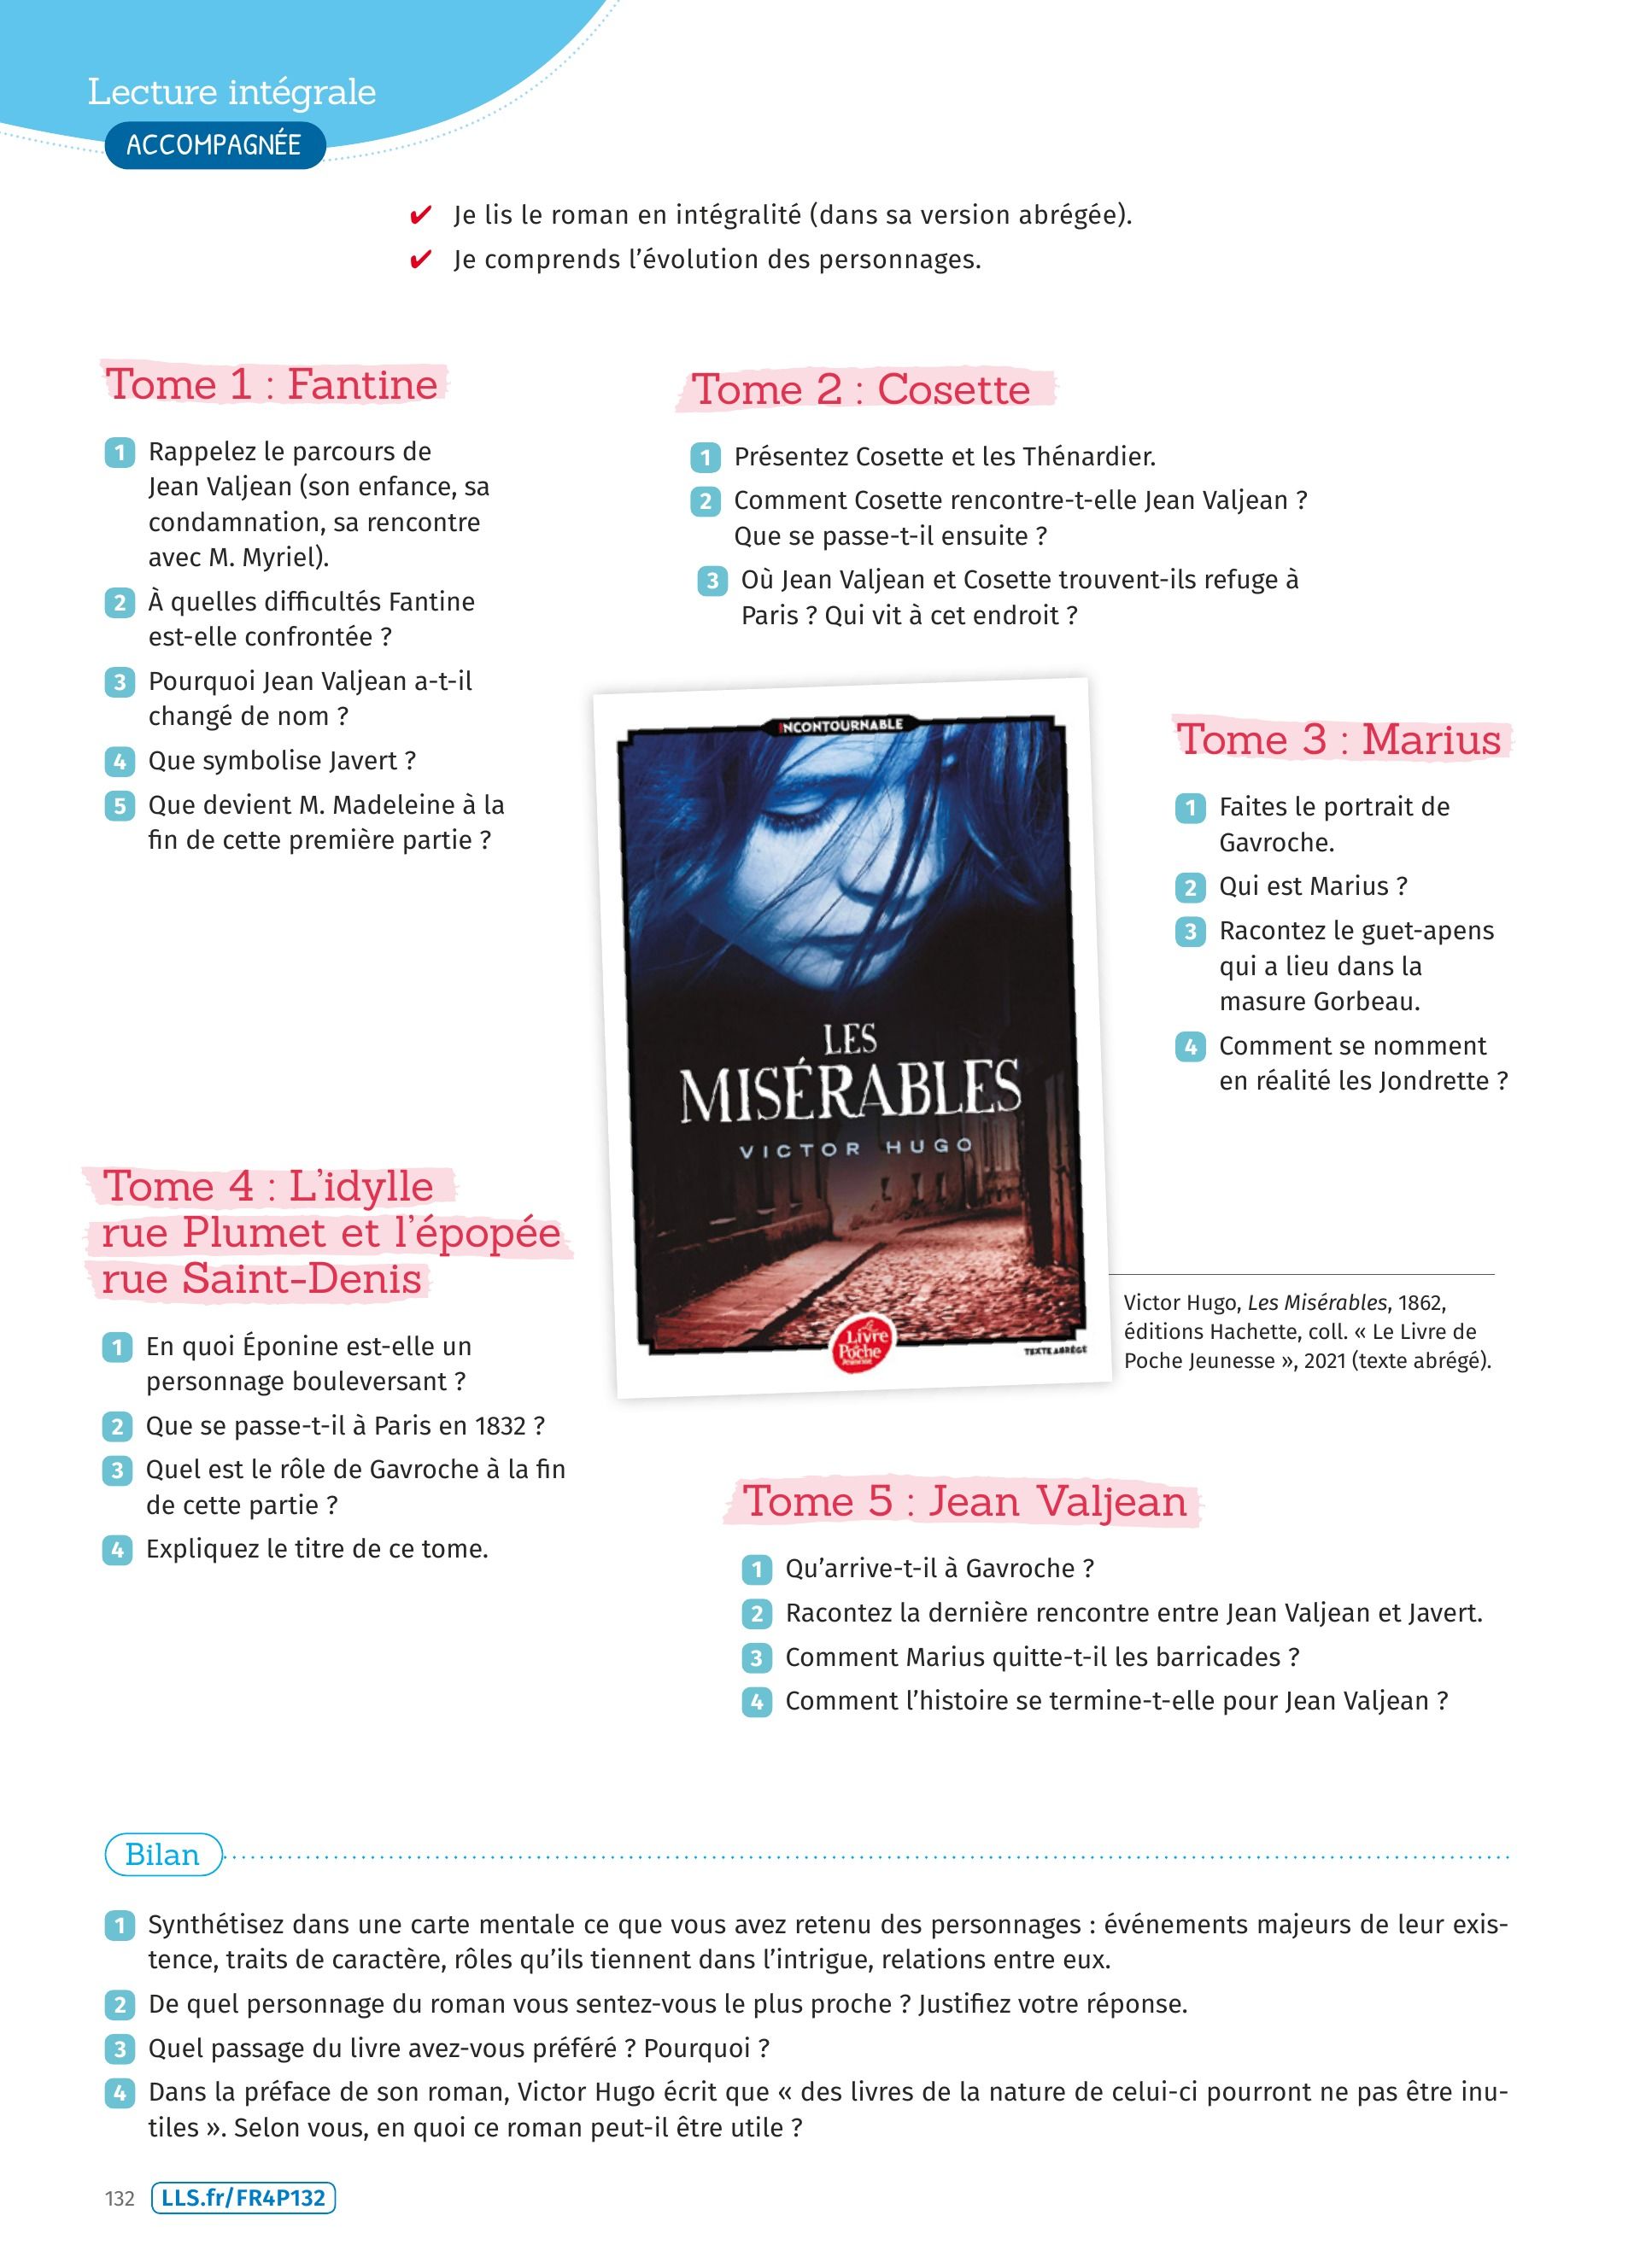 Lecture intégrale
ACCOMPAGNÉE
✔ Je lis le roman en intégralité (dans sa version abrégée).
✔ Je comprends l’évolution des personnages.
Tome 1 : Fantine
1 Rappelez le parcours de
Jean Valjean (son enfance, sa
condamnation, sa rencontre
avec M. Myriel).
2 À quelles difficultés Fantine
est-elle confrontée ?
3 Pourquoi Jean Valjean a-t-il
changé de nom ?
4 Que symbolise Javert ?
5 Que devient M. Madeleine à la
fin de cette première partie ?
Tome 2 : Cosette
1 Présentez Cosette et les Thénardier.
2 Comment Cosette rencontre-t-elle Jean Valjean ?
Que se passe-t-il ensuite ?
3 Où Jean Valjean et Cosette trouvent-ils refuge à
Paris ? Qui vit à cet endroit ?
Tome 3 : Marius
1 Faites le portrait de
Gavroche.
2 Qui est Marius ?
3 Racontez le guet-apens
qui a lieu dans la
masure Gorbeau.
4 Comment se nomment
en réalité les Jondrette ?
INCONTOURNABLE
LES
MISÉRABLES
VICTOR HUGO
Le
Livre
de
Poche
Jeunesse
TEXTE ABRÉGÉ
Victor Hugo, Les Misérables, 1862,
éditions Hachette, coll. « Le Livre de
Poche Jeunesse », 2021 (texte abrégé).
Tome 4 : L’idylle
rue Plumet et l’épopée
rue Saint-Denis
1 En quoi Éponine est-elle un
personnage bouleversant ?
2 Que se passe-t-il à Paris en 1832 ?
3 Quel est le rôle de Gavroche à la fin
de cette partie ?
4 Expliquez le titre de ce tome.
Tome 5 : Jean Valjean
1 Qu’arrive-t-il à Gavroche ?
2 Racontez la dernière rencontre entre Jean Valjean et Javert.
3 Comment Marius quitte-t-il les barricades ?
4 Comment l’histoire se termine-t-elle pour Jean Valjean ?
Bilan
1 Synthétisez dans une carte mentale ce que vous avez retenu des personnages : événements majeurs de leur exis-
tence, traits de caractère, rôles qu’ils tiennent dans l’intrigue, relations entre eux.
2 De quel personnage du roman vous sentez-vous le plus proche ? Justifiez votre réponse.
3 Quel passage du livre avez-vous préféré ? Pourquoi ?
4 Dans la préface de son roman, Victor Hugo écrit que « des livres de la nature de celui-ci pourront ne pas être inu-
tiles ». Selon vous, en quoi ce roman peut-il être utile ?
132 LLS.fr/FR4P132